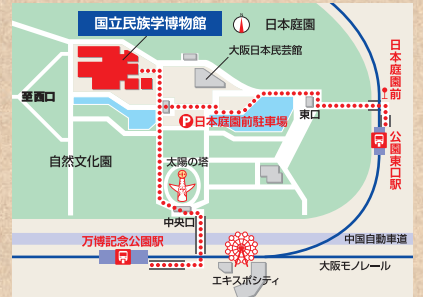 国立民族学博物館
日本庭園
大阪日本民芸館
日本庭園前
至西口
P日本庭園前駐車場
東口
公園東口駅
自然文化園
太陽の塔
中央口
万博記念公園駅
中国自動車道
大阪モノレール
エキスポシティ